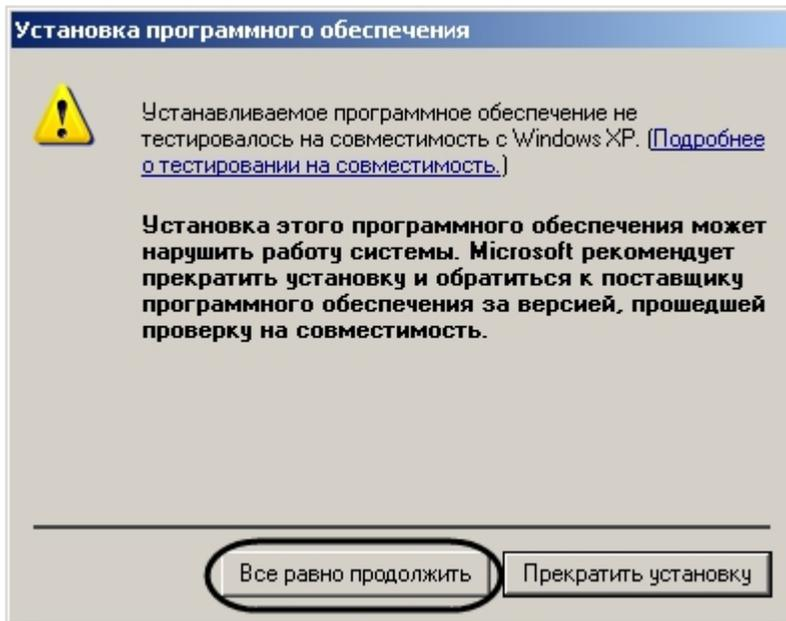 Установка программного обеспечения
Устанавливаемое программное обеспечение не
тестировалось на совместимость с Windows XP. (Подробнее
о тестировании на совместимость.)
Установка этого программного обеспечения может
нарушить работу системы. Microsoft рекомендует
прекратить установку и обратиться к поставщику
программного обеспечения за версией, прошедшей
проверку на совместимость.
Все равно продолжить
Прекратить установку